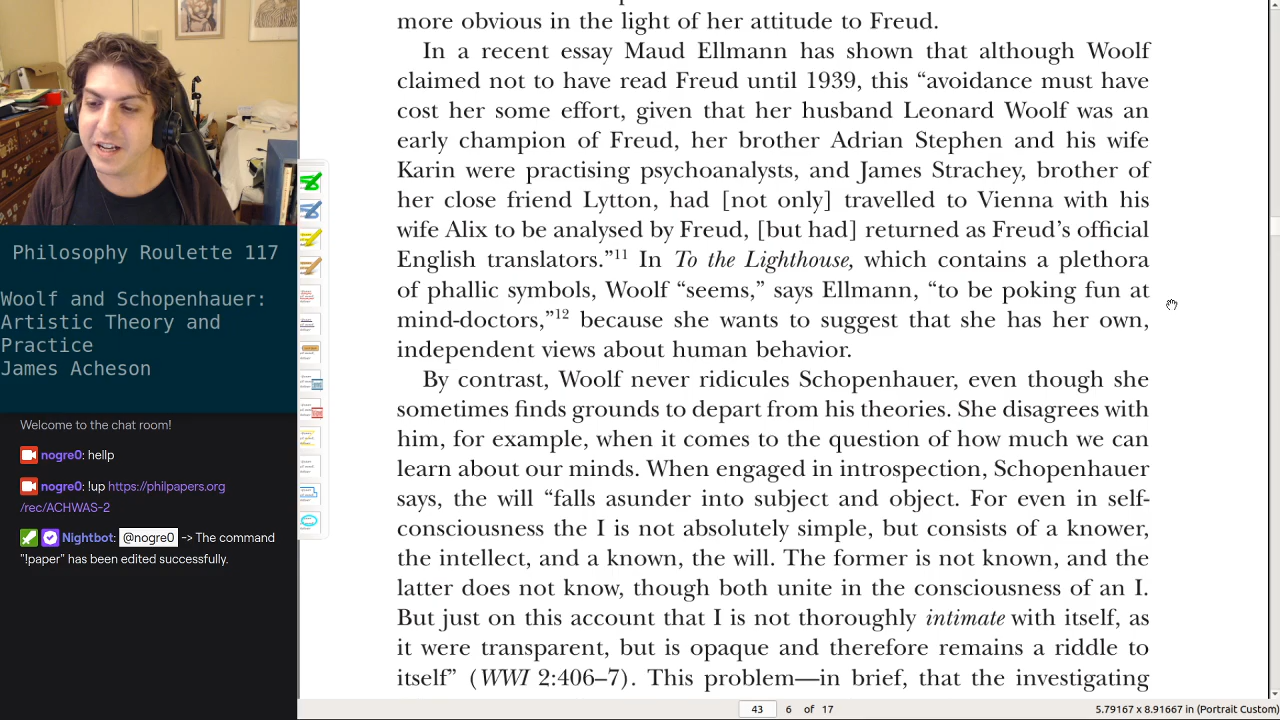 more obvious in the light of her attitude to Freud.
In a recent essay Maud Ellmann has shown that although Woolf
claimed not to have read Freud until 1939, this “avoidance must have
cost her some effort, given that her husband Leonard Woolf was an
early champion of Freud, her brother Adrian Stephen and his wife
Karin were practising psychoanalysts, and James Strachey, brother of
her close friend Lytton, had [not only] travelled to Vienna with his
wife Alix to be analysed by Freud, [but had] returned as Freud’s official
English translators.”11 In To the Lighthouse, which contains a plethora
of phallic symbols, Woolf “seems,” says Ellmann, “to be poking fun at
mind-doctors,”12 because she wants to suggest that she has her own,
independent views about human behavior.
By contrast, Woolf never ridicules Schopenhauer, even though she
sometimes finds it
to depart from his theories. She disagrees with
him, for example, when it comes to the question of how much we can
learn about our minds. When engaged in introspection, Schopenhauer
says, the will “falls asunder into subject and object. For even in self-
consciousness the I is not absolutely simple, but consists of a knower,
the intellect, and a known, the will. The former is not known, and the
latter does not know, though both unite in the consciousness of an I.
But just on this account that I is not thoroughly intimate with itself, as
it were transparent, but is opaque and therefore remains a riddle to
itself” (WWI 2:406–7). This problem—in brief, that the investigating
Philosophy Roulette 117
Woolf and Schopenhauer:
Artistic Theory and
Practice
James Acheson
Welcome to the chat room!
nogre0: hellp
nogre0: !up https://philpapers.org
/rec/ACHWAS-2
Nightbot: @nogre0 -> The command
"!paper" has been edited successfully.
43 6 of 17 5.79167 x 8.91667 in (Portrait Custom)